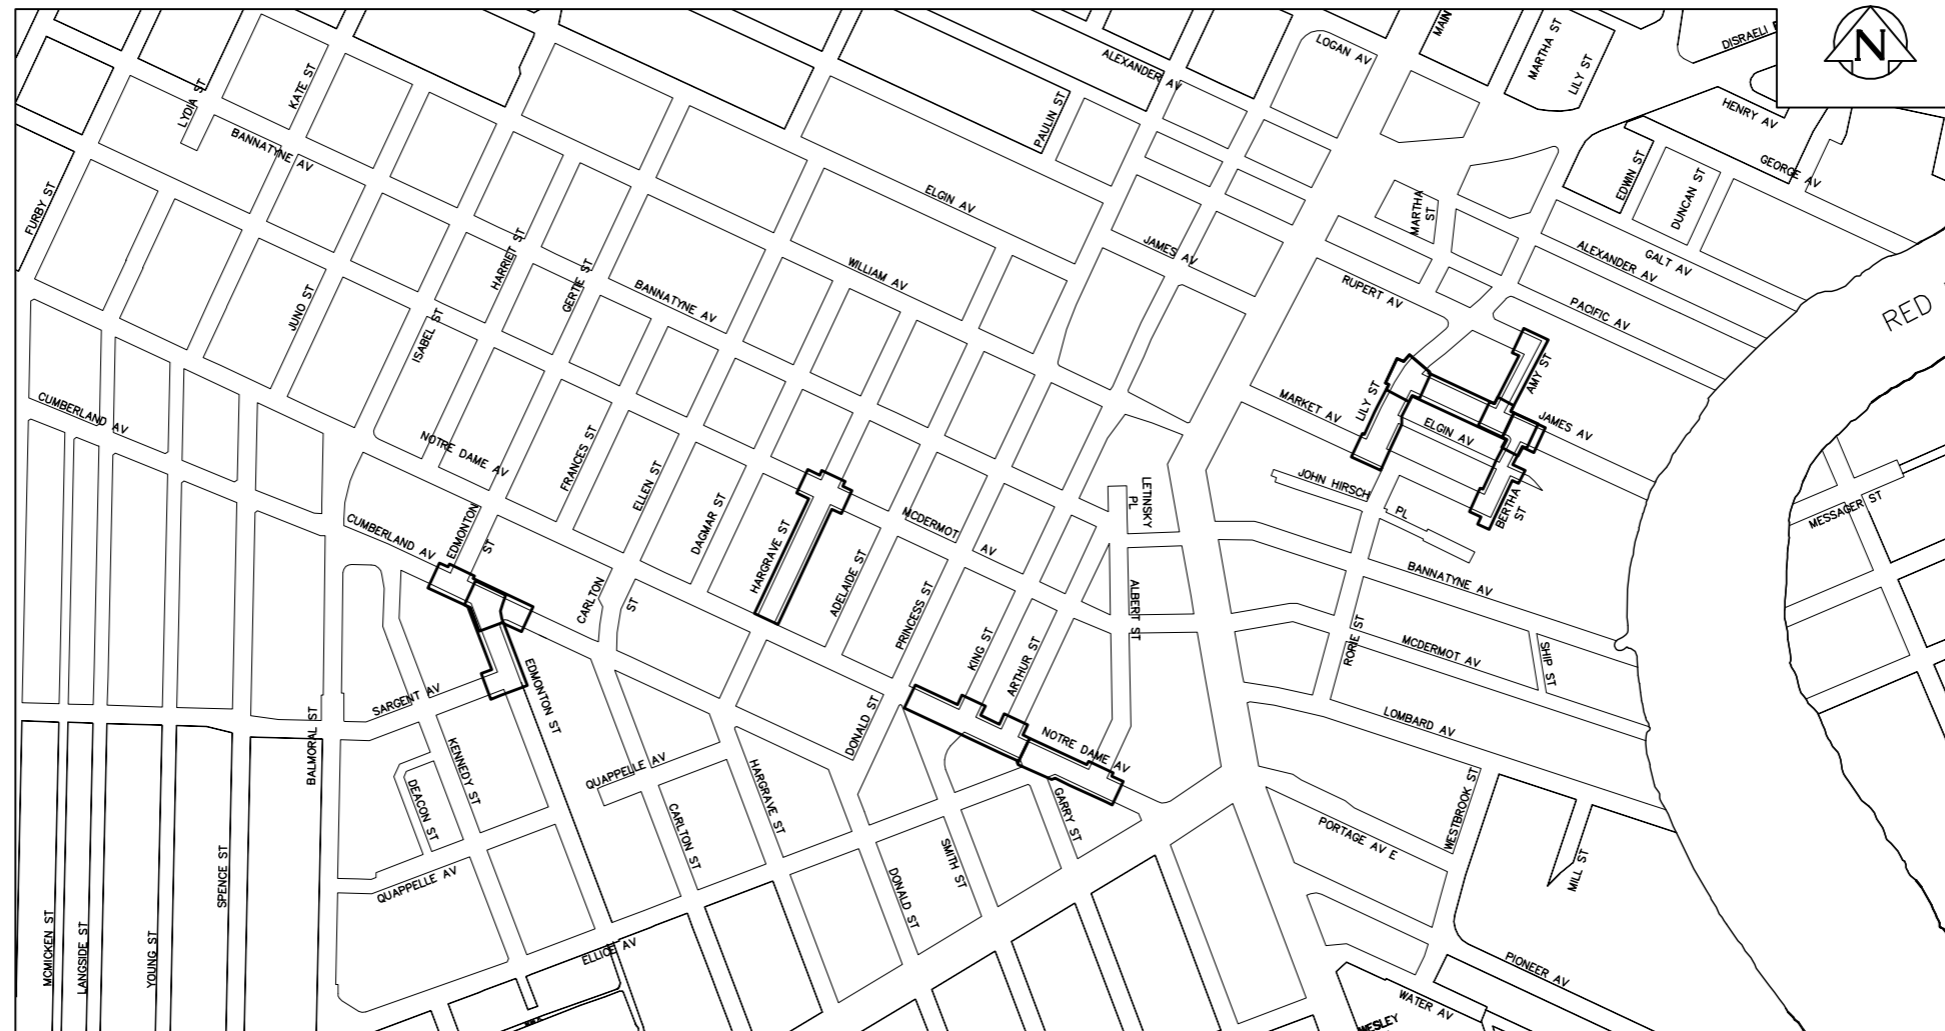 N
MAIN
LOGAN AV
MARTHA ST
LILY ST
DISRAELI
ALEXANDER AV
LYDIA ST
KATE ST
PAULIN ST
HENRY AV
BANNATYNE AV
GEORGE AV
EDWIN ST
DUNCAN ST
FURBY ST
ELGIN AV
MARTHA
ST
JAMES AV
HARRIET ST
GERTIE ST
WILLIAM AV
ALEXANDER AV
GALT AV
RUPERT AV
PACIFIC AV
RED
JUNO ST
ISABEL ST
BANNATYNE AV
AMY ST
LILY ST
MARKET AV
CUMBERLAND AV
ELGIN AV
JAMES AV
NOTRE DAME AV
FRANCES ST
ELLEN ST
DAGMAR ST
HARGRAVE ST
LETINSKY
PL
JOHN HIRSCH
PL
BERTHA
ST
MESSAGER ST
MCDERMOT
AV
CUMBERLAND AV
EDMONTON
ST
CARLTON
ST
ADELAIDE ST
PRINCESS ST
ALBERT ST
BANNATYNE AV
KING ST
ARTHUR ST
RORIE ST
MCDERMOT AV
SHIP ST
SARGENT AV
EDMONTON ST
DONALD ST
NOTRE DAME AV
LOMBARD AV
BALMORAL ST
KENNEDY ST
QUAPPELLE AV
HARGRAVE ST
DEACON ST
CARLTON ST
GARRY ST
WESTBROOK ST
PORTAGE AV E
SPENCE ST
QUAPPELLE AV
DONALD ST
SMITH ST
MILL ST
MCMICKEN ST
LANGSIDE ST
YOUNG ST
ELLICE AV
PIONEER AV
WATER AV
WESLEY